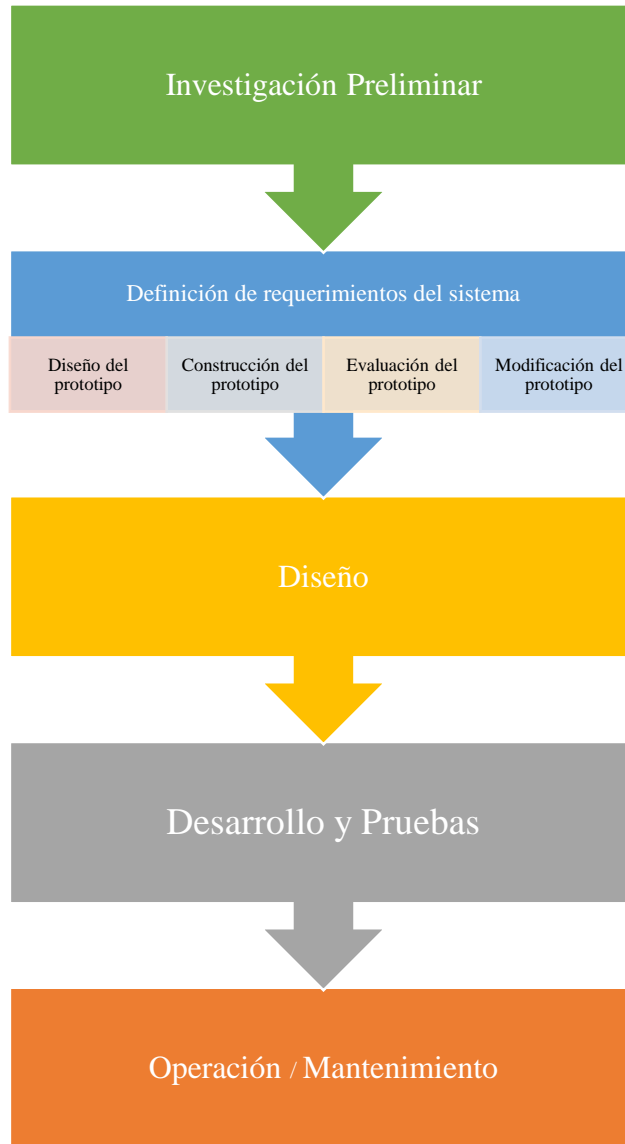 Investigación Preliminar
Definición de requerimientos del sistema
Diseño del
prototipo
Construcción del
prototipo
Evaluación del
prototipo
Modificación del
prototipo
Diseño
Desarrollo y Pruebas
Operación / Mantenimiento